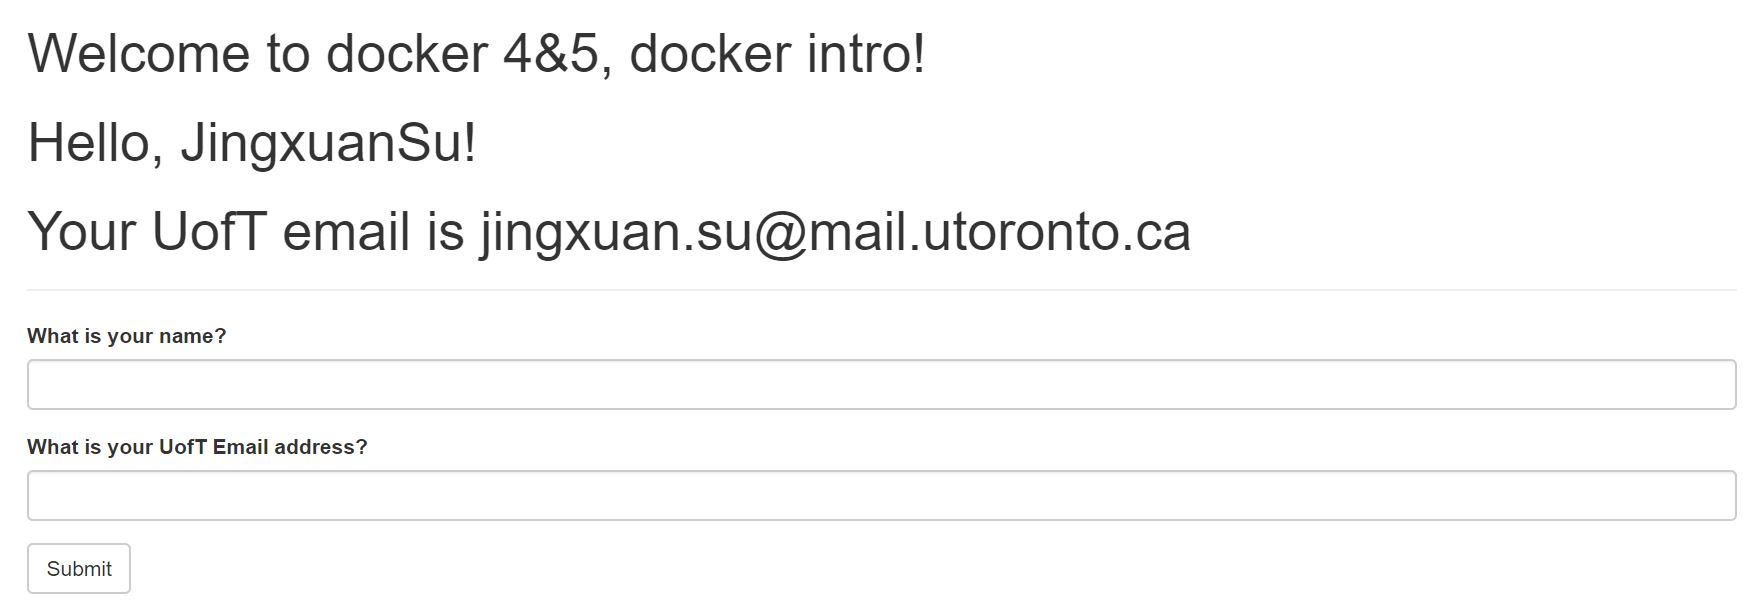 Welcome to docker 4&5, docker intro!
Hello, JingxuanSu!
Your UofT email is jingxuan.su@mail.utoronto.ca
What is your name?
What is your UofT Email address?
Submit